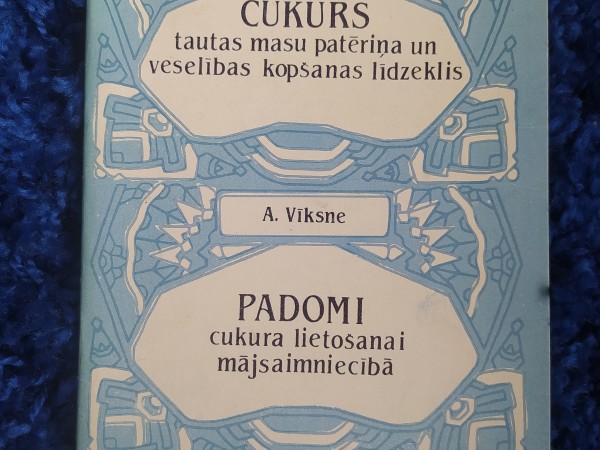 CUKURS
tautas masu patēriņa un
veselības kopšanas līdzeklis
A. Vīksne
PADOMI
cukura lietošanai
mājsaimniecībā